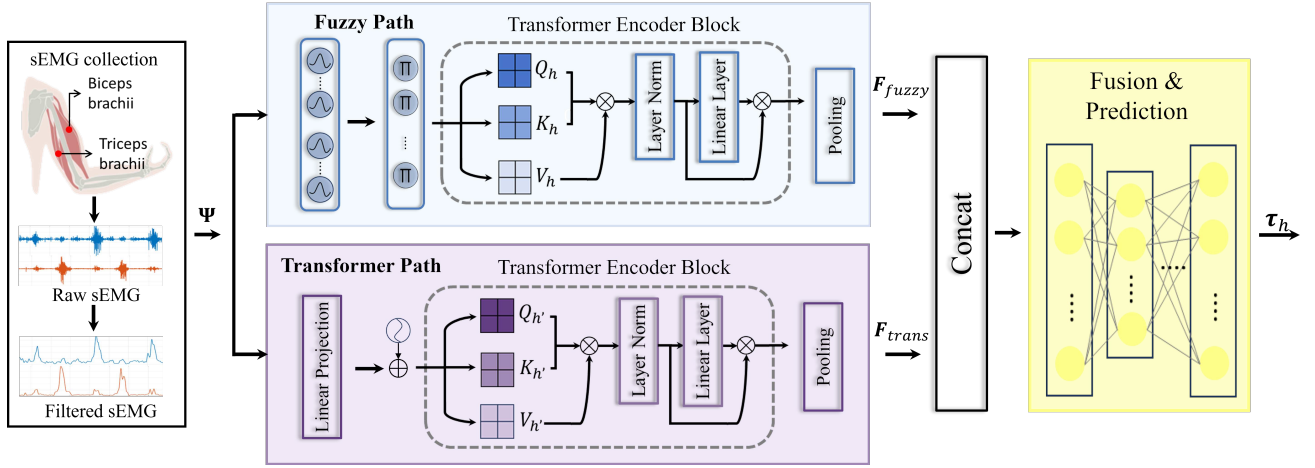 sEMG collection
Biceps
brachii
Triceps
brachii
Raw sEMG
Filtered sEMG
Ψ
Fuzzy Path
Transformer Encoder Block
Π
Π
Π
Q_h
K_h
V_h
Layer Norm
Linear Layer
Pooling
F_fuzzy
Transformer Path
Transformer Encoder Block
Linear Projection
Q_h'
K_h'
V_h'
Layer Norm
Linear Layer
Pooling
F_trans
Concat
Fusion &
Prediction
τ_h